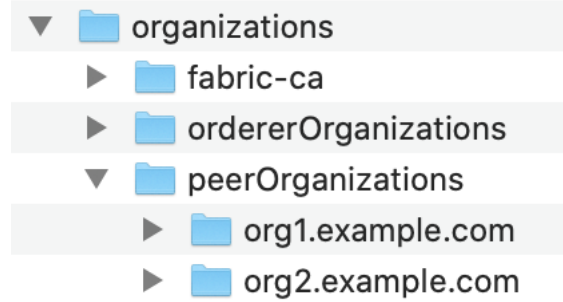 organizations
fabric-ca
ordererOrganizations
peerOrganizations
org1.example.com
org2.example.com